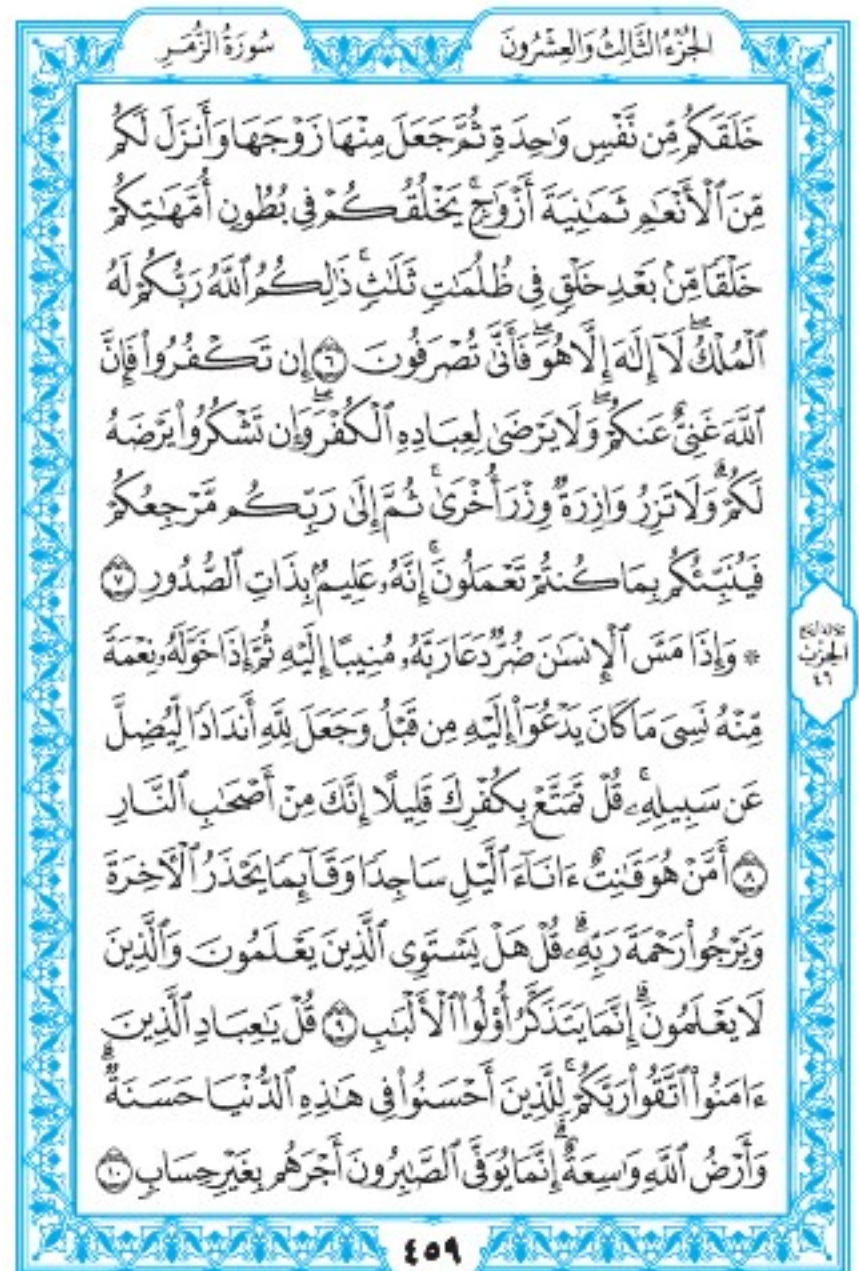 الجُزْءُ الثَّالِثُ وَالعِشْرُونَ
سُورَةُ الزُّمَرِ
خَلَقَكُم مِّن نَّفْسٍ وَٰحِدَةٍ ثُمَّ جَعَلَ مِنْهَا زَوْجَهَا وَأَنزَلَ لَكُم
مِّنَ ٱلْأَنْعَٰمِ ثَمَٰنِيَةَ أَزْوَٰجٍ ۚ يَخْلُقُكُمْ فِى بُطُونِ أُمَّهَٰتِكُمْ
خَلْقًا مِّنۢ بَعْدِ خَلْقٍ فِى ظُلُمَٰتٍ ثَلَٰثٍ ۚ ذَٰلِكُمُ ٱللَّهُ رَبُّكُمْ لَهُ
ٱلْمُلْكُ ۖ لَآ إِلَٰهَ إِلَّا هُوَ ۖ فَأَنَّىٰ تُصْرَفُونَ ٦ إِن تَكْفُرُوا۟ فَإِنَّ
ٱللَّهَ غَنِىٌّ عَنكُمْ ۖ وَلَا يَرْضَىٰ لِعِبَادِهِ ٱلْكُفْرَ ۖ وَإِن تَشْكُرُوا۟ يَرْضَهُ
لَكُمْ ۗ وَلَا تَزِرُ وَازِرَةٌ وِزْرَ أُخْرَىٰ ۗ ثُمَّ إِلَىٰ رَبِّكُم مَّرْجِعُكُمْ
فَيُنَبِّئُكُم بِمَا كُنتُمْ تَعْمَلُونَ ۚ إِنَّهُۥ عَلِيمٌۢ بِذَاتِ ٱلصُّدُورِ ٧
۞ وَإِذَا مَسَّ ٱلْإِنسَٰنَ ضُرٌّ دَعَا رَبَّهُۥ مُنِيبًا إِلَيْهِ ثُمَّ إِذَا خَوَّلَهُۥ نِعْمَةً
مِّنْهُ نَسِىَ مَا كَانَ يَدْعُوٓا۟ إِلَيْهِ مِن قَبْلُ وَجَعَلَ لِلَّهِ أَندَادًا لِّيُضِلَّ
عَن سَبِيلِهِۦ ۚ قُلْ تَمَتَّعْ بِكُفْرِكَ قَلِيلًا ۖ إِنَّكَ مِنْ أَصْحَٰبِ ٱلنَّارِ
٨ أَمَّنْ هُوَ قَٰنِتٌ ءَانَآءَ ٱلَّيْلِ سَاجِدًا وَقَآئِمًا يَحْذَرُ ٱلْءَاخِرَةَ
وَيَرْجُوا۟ رَحْمَةَ رَبِّهِۦ ۗ قُلْ هَلْ يَسْتَوِى ٱلَّذِينَ يَعْلَمُونَ وَٱلَّذِينَ
لَا يَعْلَمُونَ ۗ إِنَّمَا يَتَذَكَّرُ أُو۟لُوا۟ ٱلْأَلْبَٰبِ ٩ قُلْ يَٰعِبَادِ ٱلَّذِينَ
ءَامَنُوا۟ ٱتَّقُوا۟ رَبَّكُمْ ۚ لِلَّذِينَ أَحْسَنُوا۟ فِى هَٰذِهِ ٱلدُّنْيَا حَسَنَةٌ ۗ
وَأَرْضُ ٱللَّهِ وَٰسِعَةٌ ۗ إِنَّمَا يُوَفَّى ٱلصَّٰبِرُونَ أَجْرَهُم بِغَيْرِ حِسَابٍ ١٠
الحِزْبُ
٤٦
٤٥٩